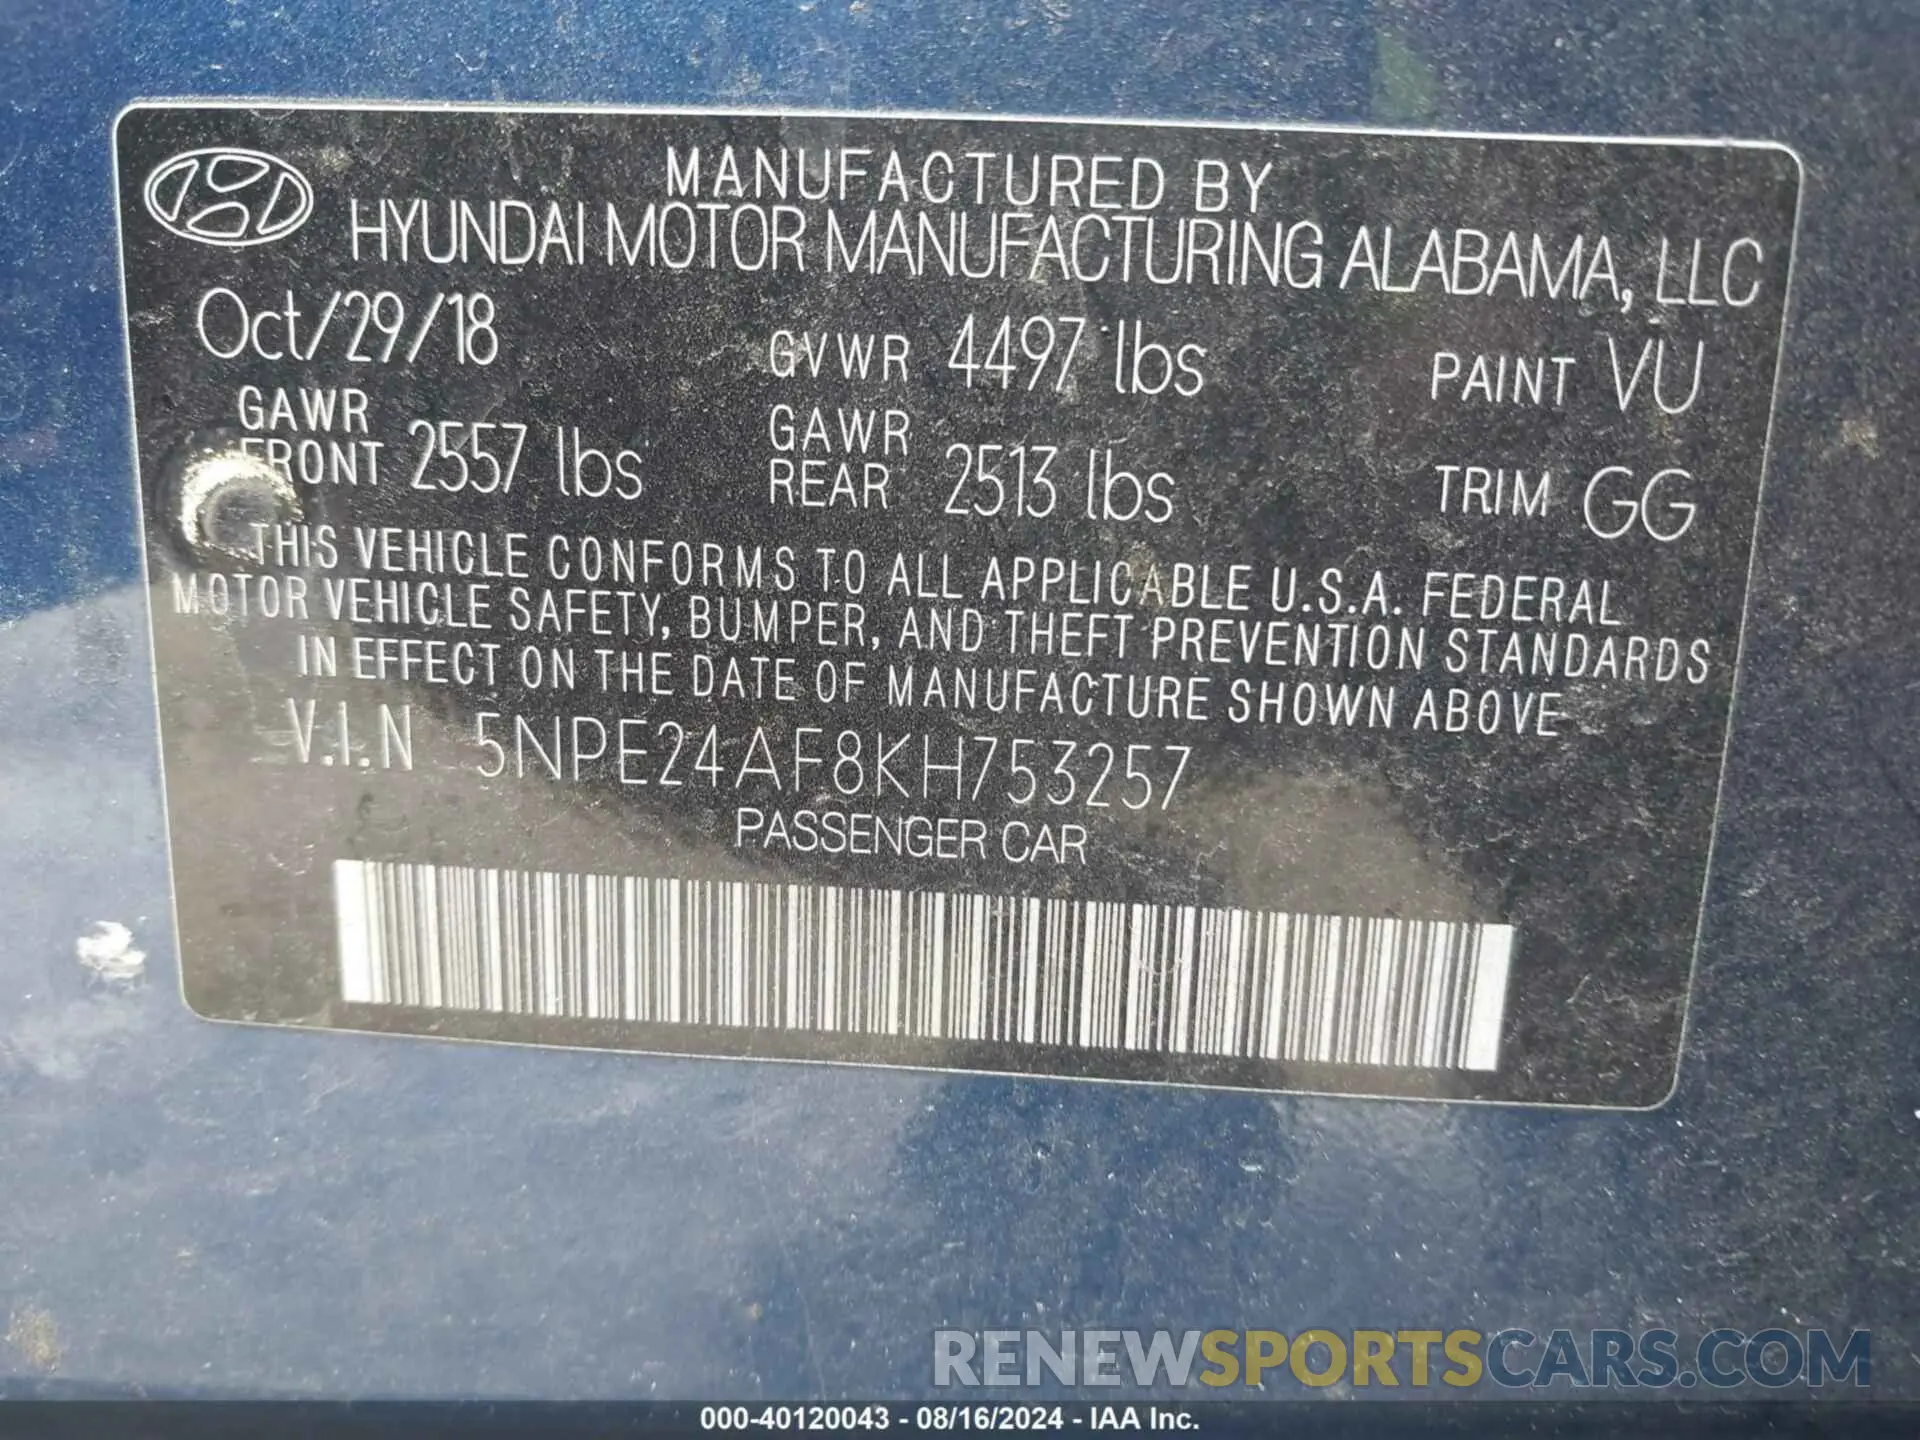 MANUFACTURED BY
HYUNDAI MOTOR MANUFACTURING ALABAMA, LLC
Oct/29/18 GVWR 4497 lbs PAINT VU
GAWR FRONT 2557 lbs GAWR REAR 2513 lbs TRIM GG
THIS VEHICLE CONFORMS TO ALL APPLICABLE U.S.A. FEDERAL
MOTOR VEHICLE SAFETY, BUMPER, AND THEFT PREVENTION STANDARDS
IN EFFECT ON THE DATE OF MANUFACTURE SHOWN ABOVE
V.I.N 5NPE24AF8KH753257
PASSENGER CAR
RENEWSPORTSCARS.COM
000-40120043 - 08/16/2024 - IAA Inc.